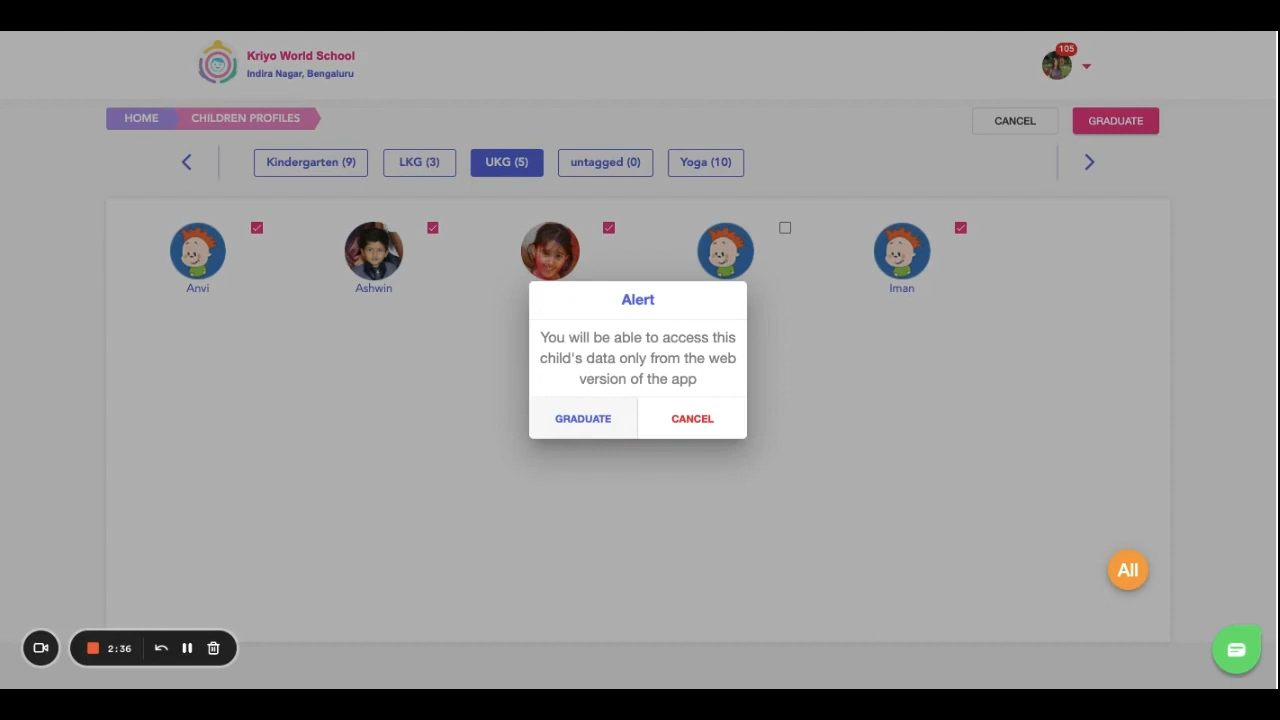 Kriyo World School
Indira Nagar, Bengaluru
105
HOME
CHILDREN PROFILES
CANCEL
GRADUATE
Kindergarten (9)
LKG (3)
UKG (5)
untagged (0)
Yoga (10)
Anvi
Ashwin
Iman
Alert
You will be able to access this
child's data only from the web
version of the app
GRADUATE
CANCEL
All
2:36